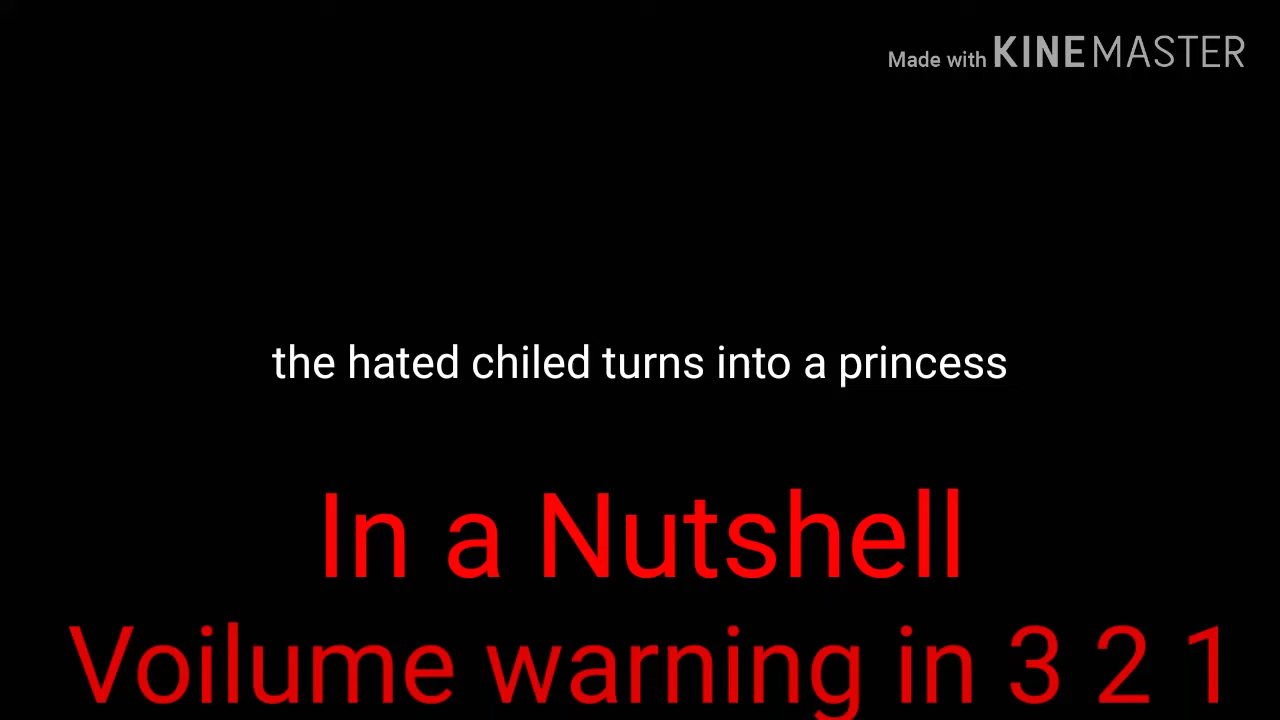 Made with KINEMASTER
the hated chiled turns into a princess
In a Nutshell
Voilume warning in 3 2 1